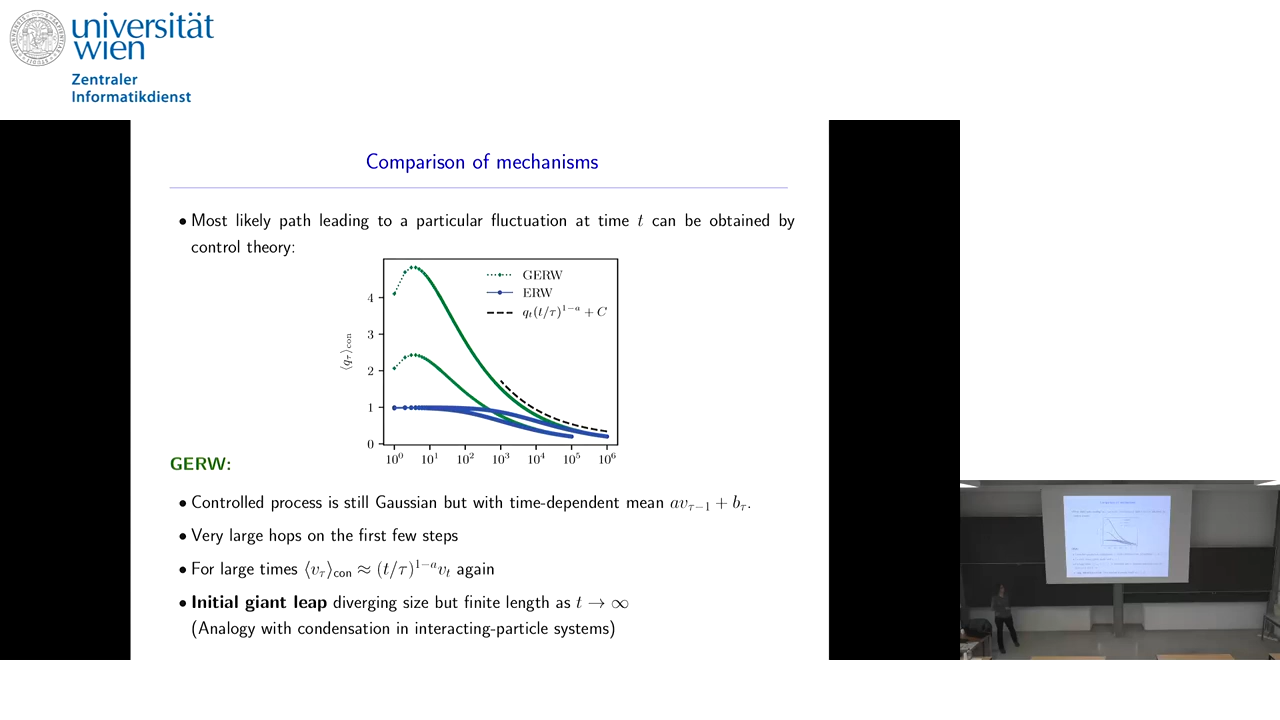 universität
wien
Zentraler
Informatikdienst
Comparison of mechanisms
• Most likely path leading to a particular fluctuation at time t can be obtained by
control theory:
GERW
ERW
q_t(t/τ)^{1−a} + C
⟨q_τ⟩_con
4
3
2
1
0
10^0 10^1 10^2 10^3 10^4 10^5 10^6
GERW:
• Controlled process is still Gaussian but with time-dependent mean av_{τ−1} + b_τ.
• Very large hops on the first few steps
• For large times ⟨v_τ⟩_con ≈ (t/τ)^{1−a}v_t again
• Initial giant leap diverging size but finite length as t → ∞
(Analogy with condensation in interacting-particle systems)